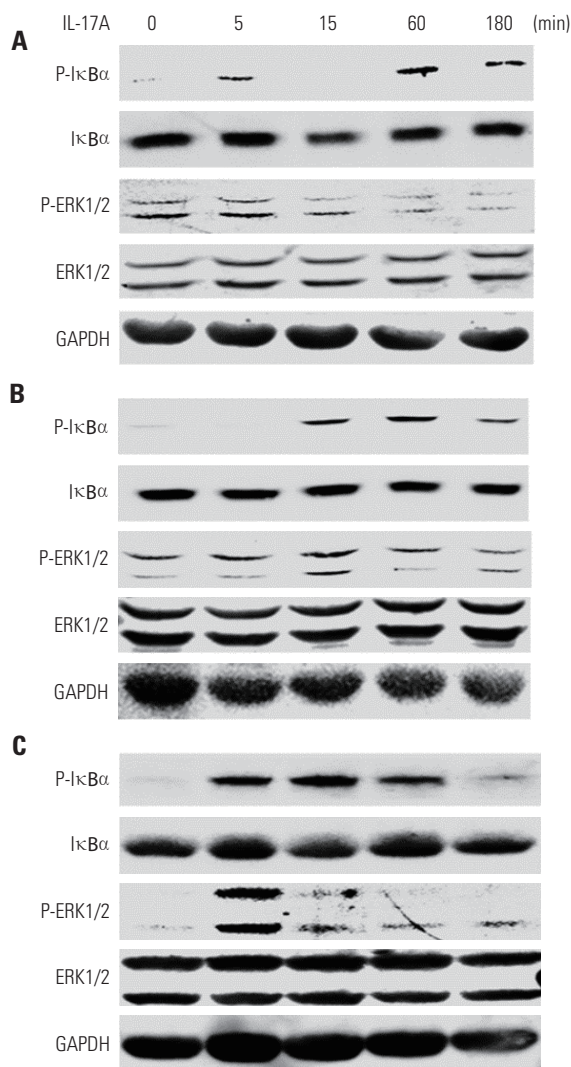 IL-17A 0 5 15 60 180 (min)
A
P-IκBα
IκBα
P-ERK1/2
ERK1/2
GAPDH
B
P-IκBα
IκBα
P-ERK1/2
ERK1/2
GAPDH
C
P-IκBα
IκBα
P-ERK1/2
ERK1/2
GAPDH